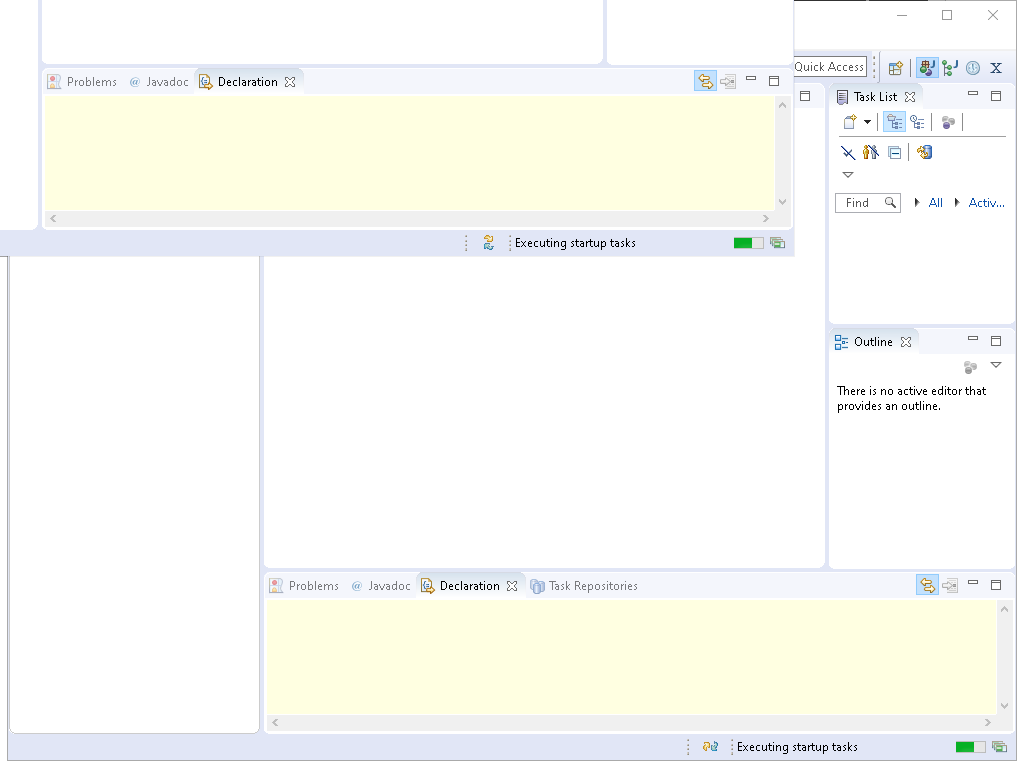 Problems @ Javadoc Declaration
Executing startup tasks
Quick Access
Task List
Find All Activ...
Outline
There is no active editor that
provides an outline.
Problems @ Javadoc Declaration Task Repositories
Executing startup tasks